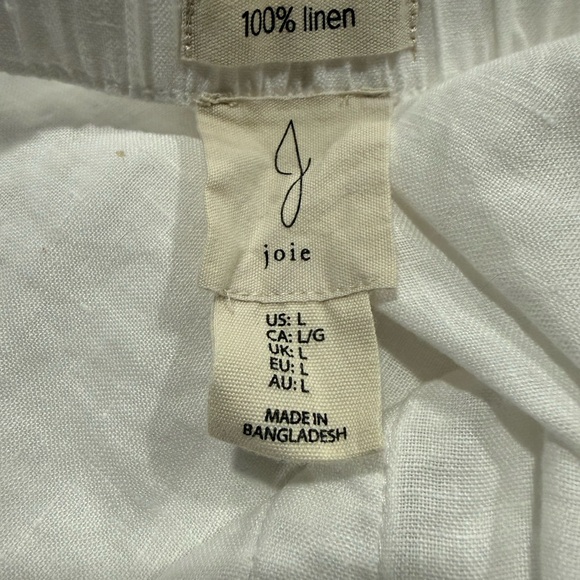 100% linen
J
joie
US: L
CA: L/G
UK: L
EU: L
AU: L
MADE IN
BANGLADESH